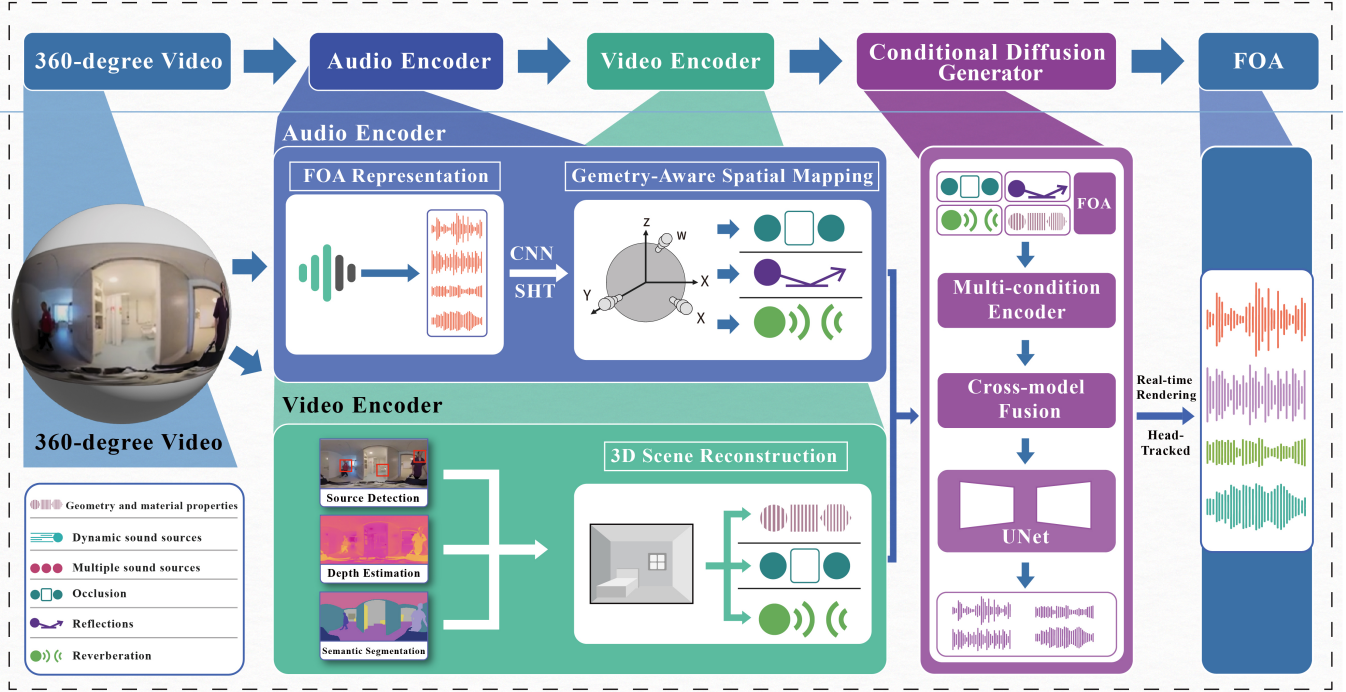 360-degree Video
Audio Encoder
Video Encoder
Conditional Diffusion
Generator
FOA
Audio Encoder
FOA Representation
Gemetry-Aware Spatial Mapping
CNN
SHT
Z
W
X
Y
X
360-degree Video
Geometry and material properties
Dynamic sound sources
Multiple sound sources
Occlusion
Reflections
Reverberation
Video Encoder
Source Detection
Depth Estimation
Semantic Segmentation
3D Scene Reconstruction
FOA
Multi-condition
Encoder
Cross-model
Fusion
UNet
Real-time
Rendering
Head-
Tracked